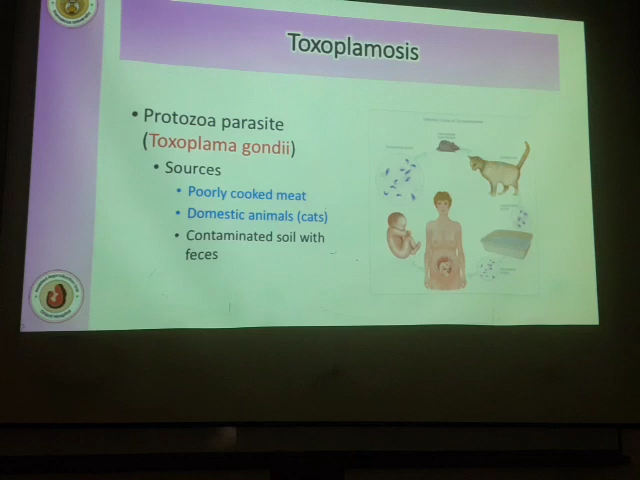 Toxoplamosis
• Protozoa parasite
(Toxoplama gondii)
• Sources
• Poorly cooked meat
• Domestic animals (cats)
• Contaminated soil with
feces